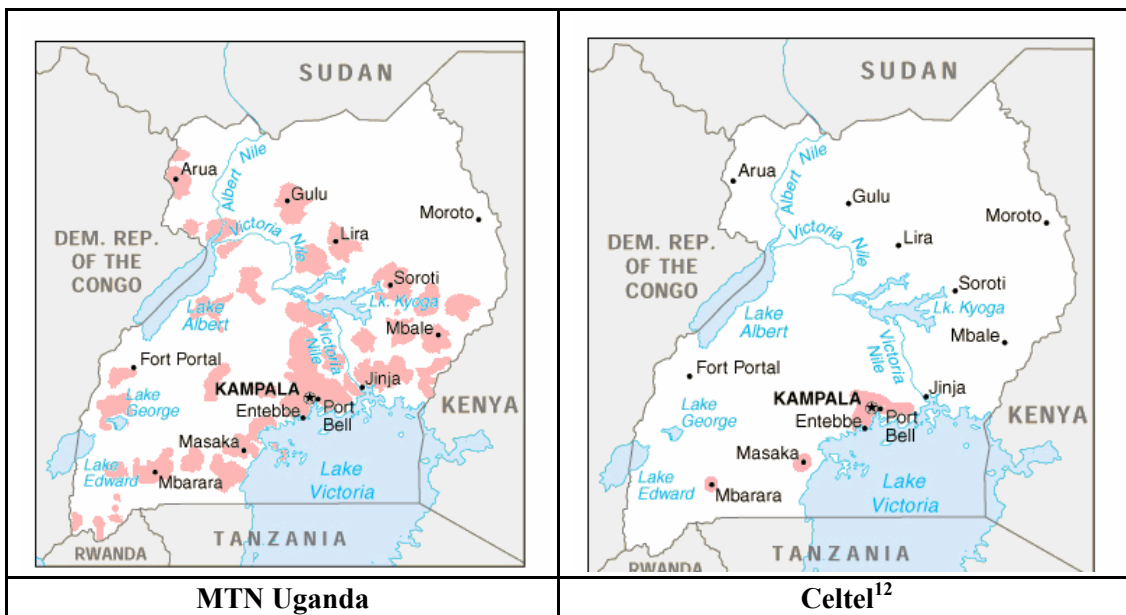 SUDAN
Arua
Albert Nile
Gulu
Moroto
DEM. REP.
OF THE
CONGO
Victoria
Nile
Lira
Soroti
Lk. Kyoga
Lake
Albert
Victoria
Nile
Mbale
Fort Portal
KAMPALA
Jinja
Lake
George
Entebbe
Port
Bell
KENYA
Masaka
Lake
Edward
Mbarara
Lake
Victoria
TANZANIA
RWANDA
MTN Uganda
SUDAN
Arua
Albert Nile
Gulu
Moroto
DEM. REP.
OF THE
CONGO
Victoria
Nile
Lira
Soroti
Lk. Kyoga
Lake
Albert
Victoria
Nile
Mbale
Fort Portal
KAMPALA
Jinja
Lake
George
Entebbe
Port
Bell
KENYA
Masaka
Lake
Edward
Mbarara
Lake
Victoria
TANZANIA
RWANDA
Celtel¹²